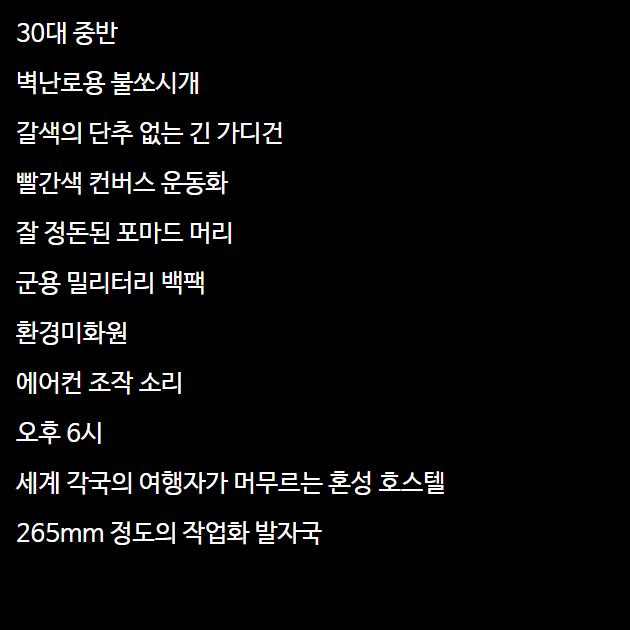 30대 중반
벽난로용 불쏘시개
갈색의 단추 없는 긴 가디건
빨간색 컨버스 운동화
잘 정돈된 포마드 머리
군용 밀리터리 백팩
환경미화원
에어컨 조작 소리
오후 6시
세계 각국의 여행자가 머무르는 혼성 호스텔
265mm 정도의 작업화 발자국